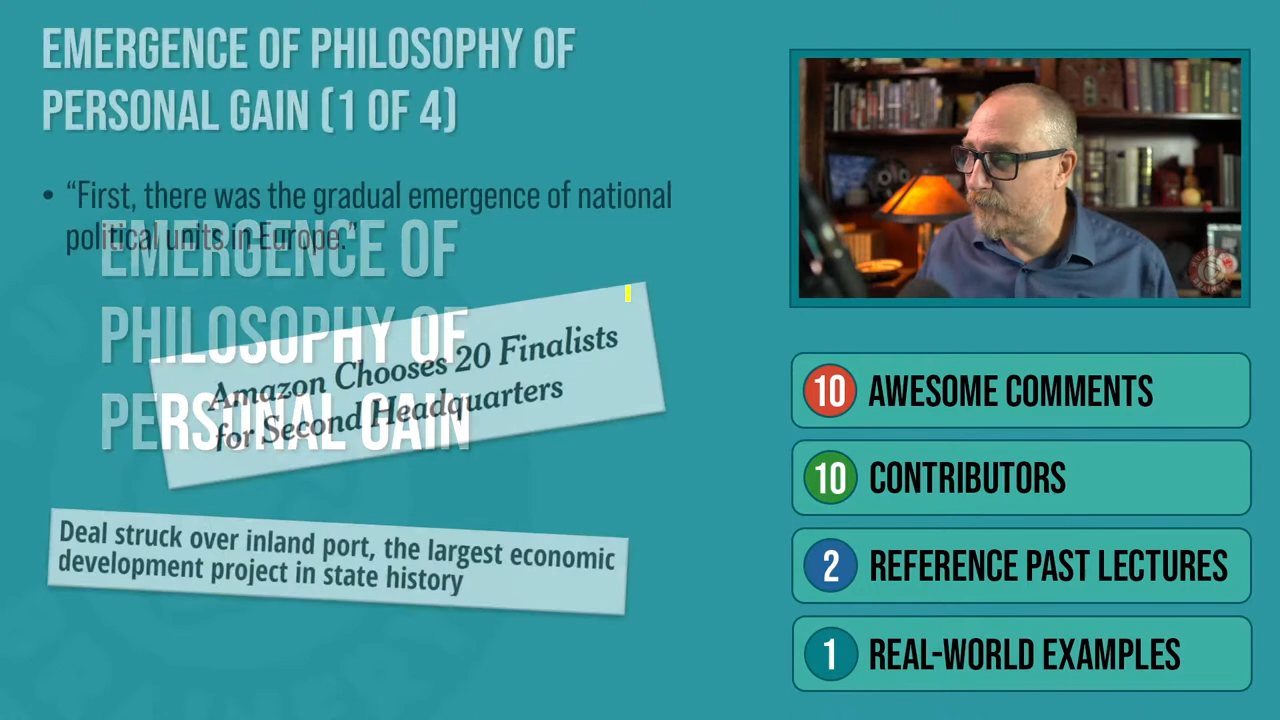 EMERGENCE OF PHILOSOPHY OF
PERSONAL GAIN (1 OF 4)
• “First, there was the gradual emergence of national
political units in Europe.”
EMERGENCE OF
PHILOSOPHY OF
PERSONAL GAIN
Amazon Chooses 20 Finalists
for Second Headquarters
Deal struck over inland port, the largest economic
development project in state history
10 AWESOME COMMENTS
10 CONTRIBUTORS
2 REFERENCE PAST LECTURES
1 REAL-WORLD EXAMPLES